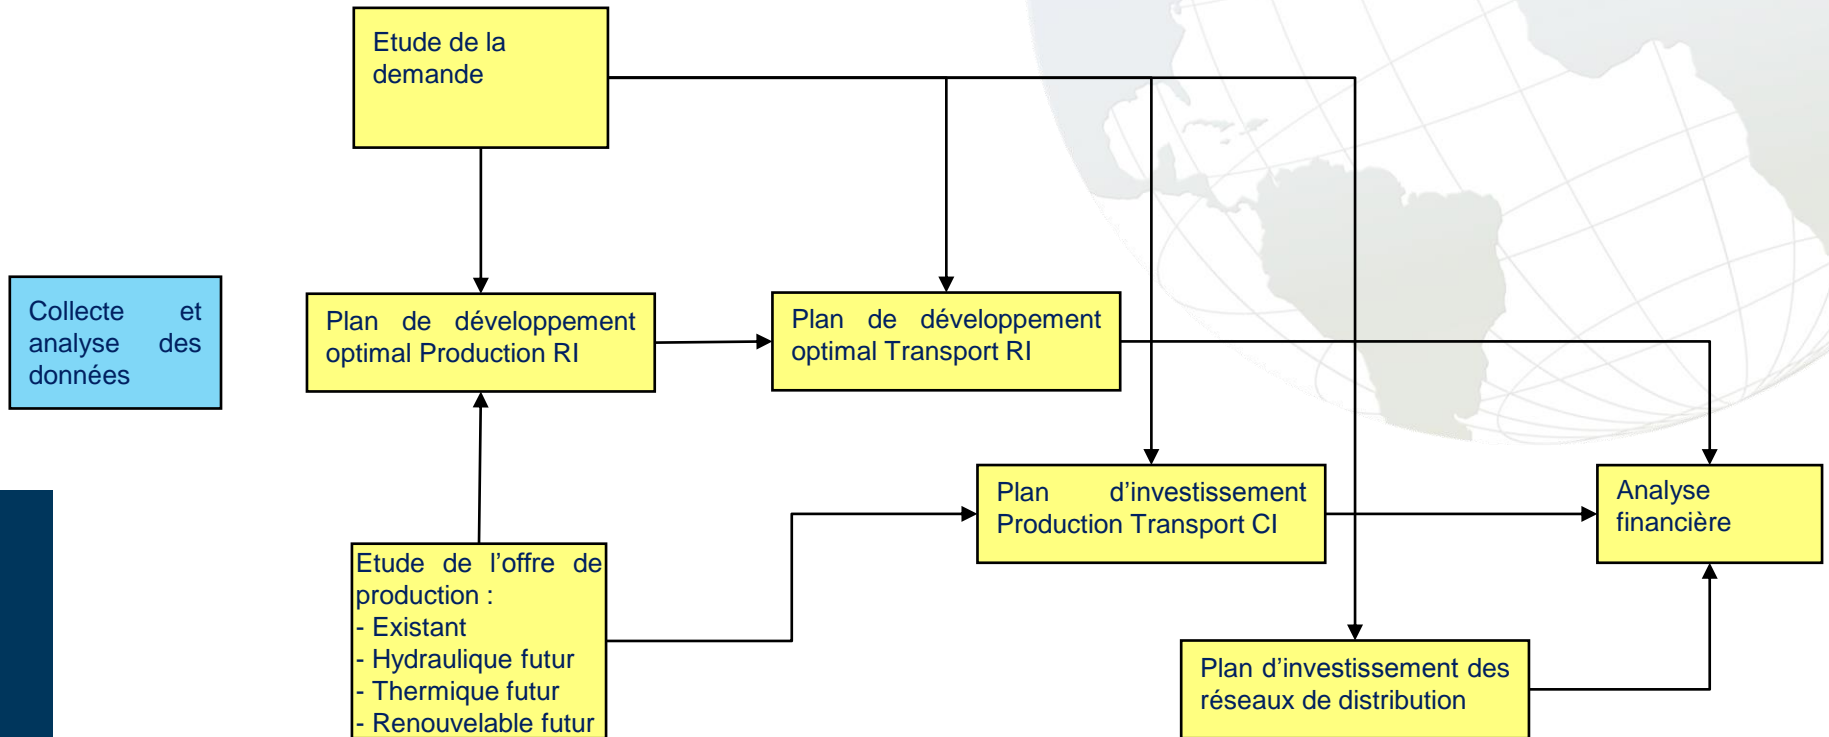 Etude de la
demande
Collecte et
analyse des
données
Plan de développement
optimal Production RI
Plan de développement
optimal Transport RI
Plan d’investissement
Production Transport CI
Analyse
financière
Etude de l’offre de
production :
- Existant
- Hydraulique futur
- Thermique futur
- Renouvelable futur
Plan d’investissement des
réseaux de distribution